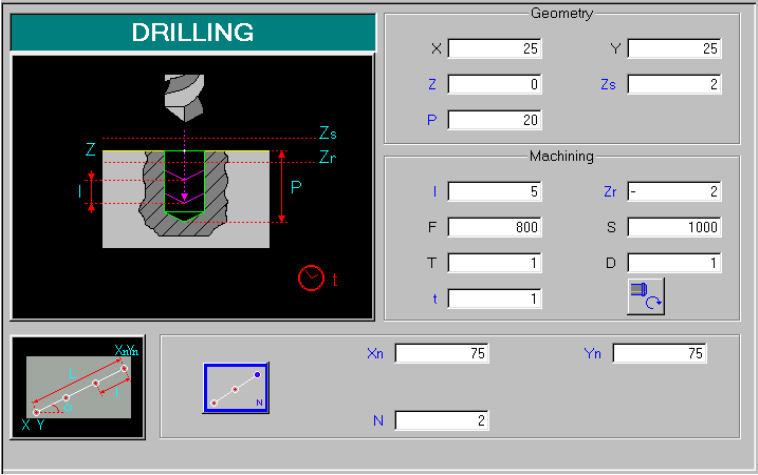 DRILLING
Geometry
X 25 Y 25
Z 0 Zs 2
P 20
Machining
I 5 Zr - 2
F 800 S 1000
T 1 D 1
t 1
Zs
Z Zr
I P
t
Xn 75 Yn 75
N 2
XnYn
L
I
α
X Y
N